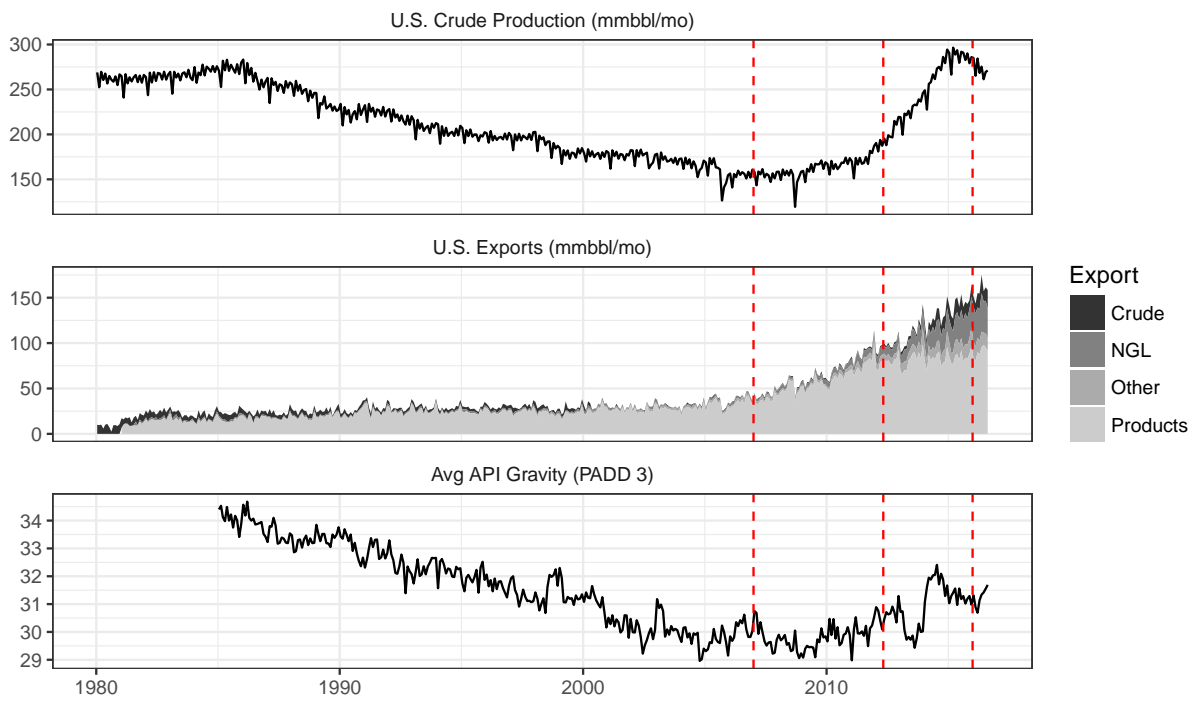 U.S. Crude Production (mmbbl/mo)
300
250
200
150
U.S. Exports (mmbbl/mo)
150
100
50
0
Export
Crude
NGL
Other
Products
Avg API Gravity (PADD 3)
34
33
32
31
30
29
1980
1990
2000
2010